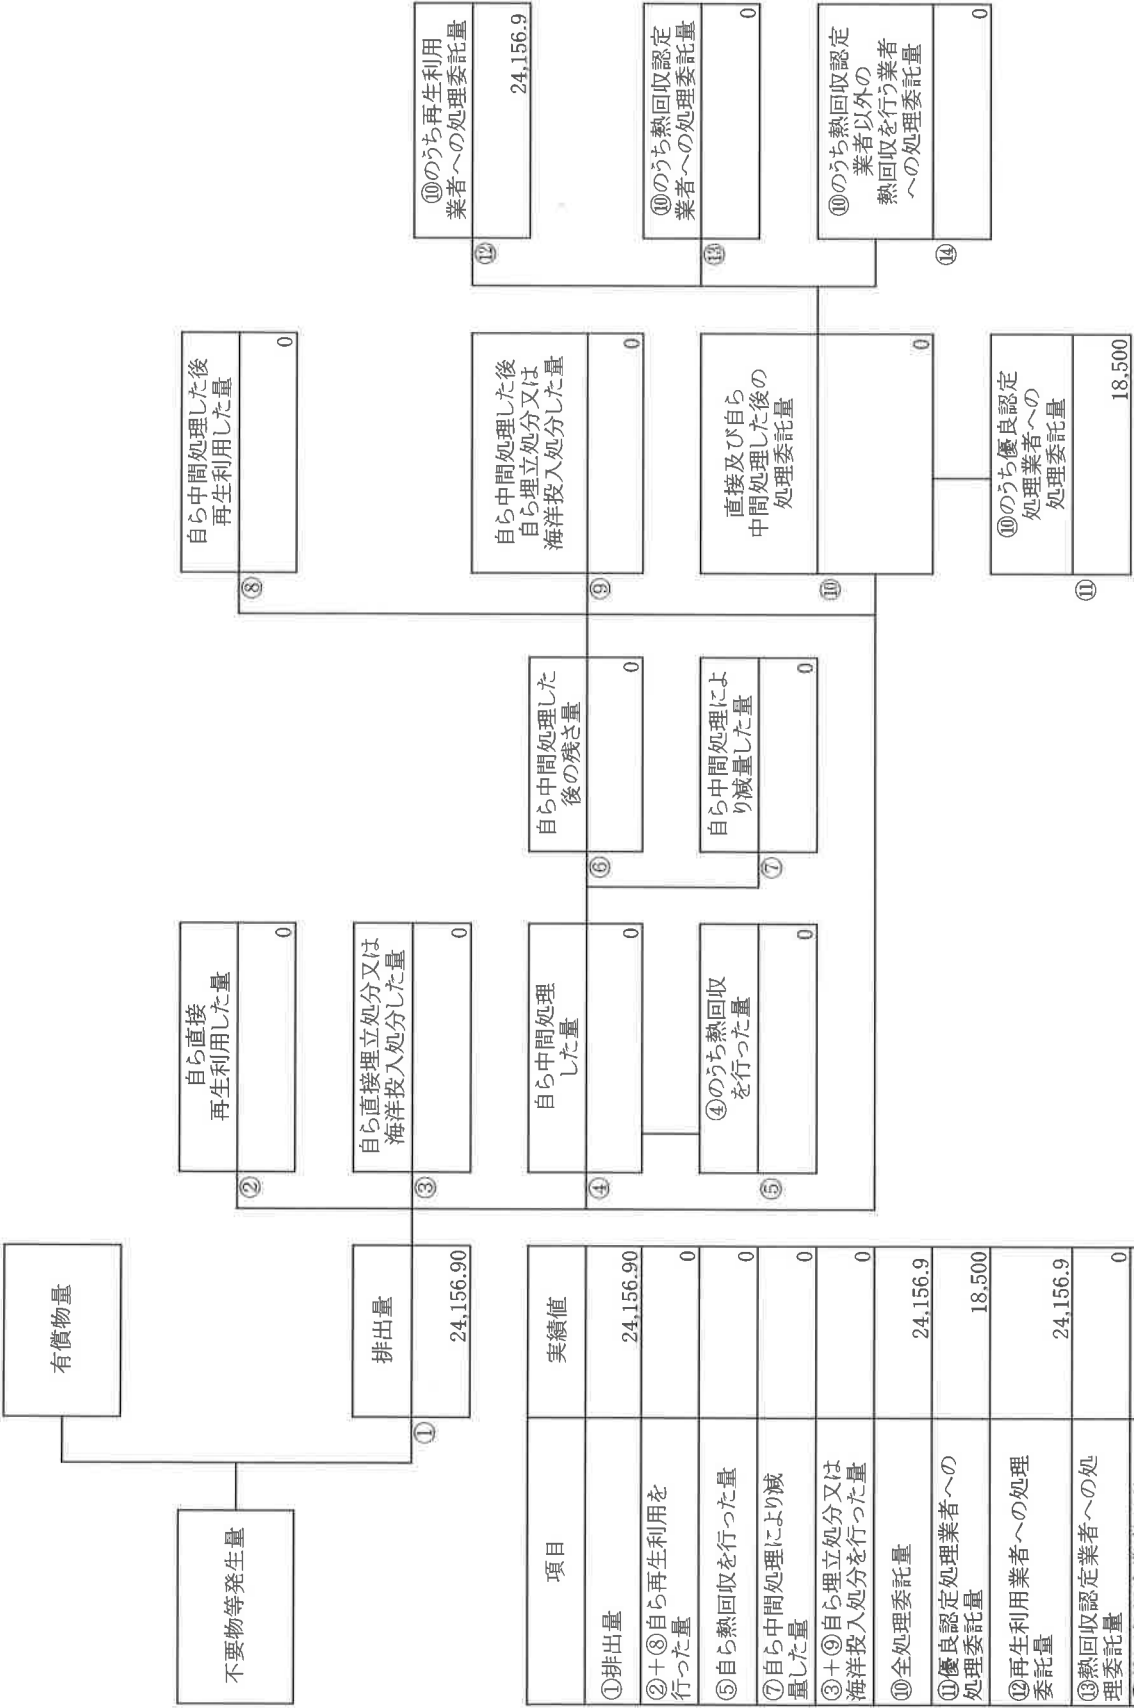 不要物等発生量
有償物量
①
排出量
24,156.90
②
自ら直接
再生利用した量
0
③
自ら直接埋立処分又は
海洋投入処分した量
0
④
自ら中間処理
した量
0
⑤
④のうち熱回収
を行った量
0
⑥
自ら中間処理した
後の残さ量
0
⑦
自ら中間処理によ
り減量した量
0
⑧
自ら中間処理した後
再生利用した量
0
⑨
自ら中間処理した後
自ら埋立処分又は
海洋投入処分した量
0
⑩
直接及び自ら
中間処理した後の
処理委託量
0
⑪
⑩のうち優良認定
処理業者への
処理委託量
18,500
⑫
⑩のうち再生利用
業者への処理委託量
24,156.9
⑬
⑩のうち熱回収認定
業者への処理委託量
0
⑭
⑩のうち熱回収認定
業者以外の
熱回収を行う業者
への処理委託量
0
項目 実績値
①排出量 24,156.90
②+⑧自ら再生利用を
行った量 0
⑤自ら熱回収を行った量 0
⑦自ら中間処理により減
量した量 0
③+⑨自ら埋立処分又は
海洋投入処分を行った量 0
⑩全処理委託量 24,156.9
⑪優良認定処理業者への
処理委託量 18,500
⑫再生利用業者への処理
委託量 24,156.9
⑬熱回収認定業者への処
理委託量 0